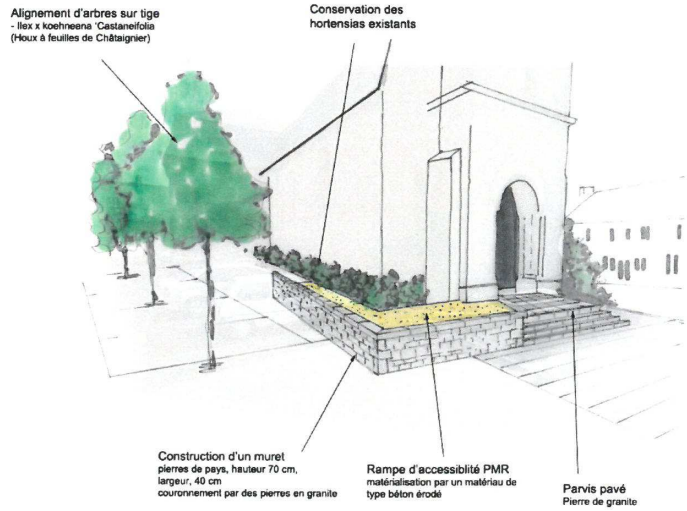 Alignement d'arbres sur tige
- Ilex x koehneena 'Castaneifolia
(Houx à feuilles de Châtaignier)
Conservation des
hortensias existants
Construction d'un muret
pierres de pays, hauteur 70 cm,
largeur, 40 cm
couronnement par des pierres en granite
Rampe d'accessiblité PMR
matérialisation par un matériau de
type béton érodé
Parvis pavé
Pierre de granite